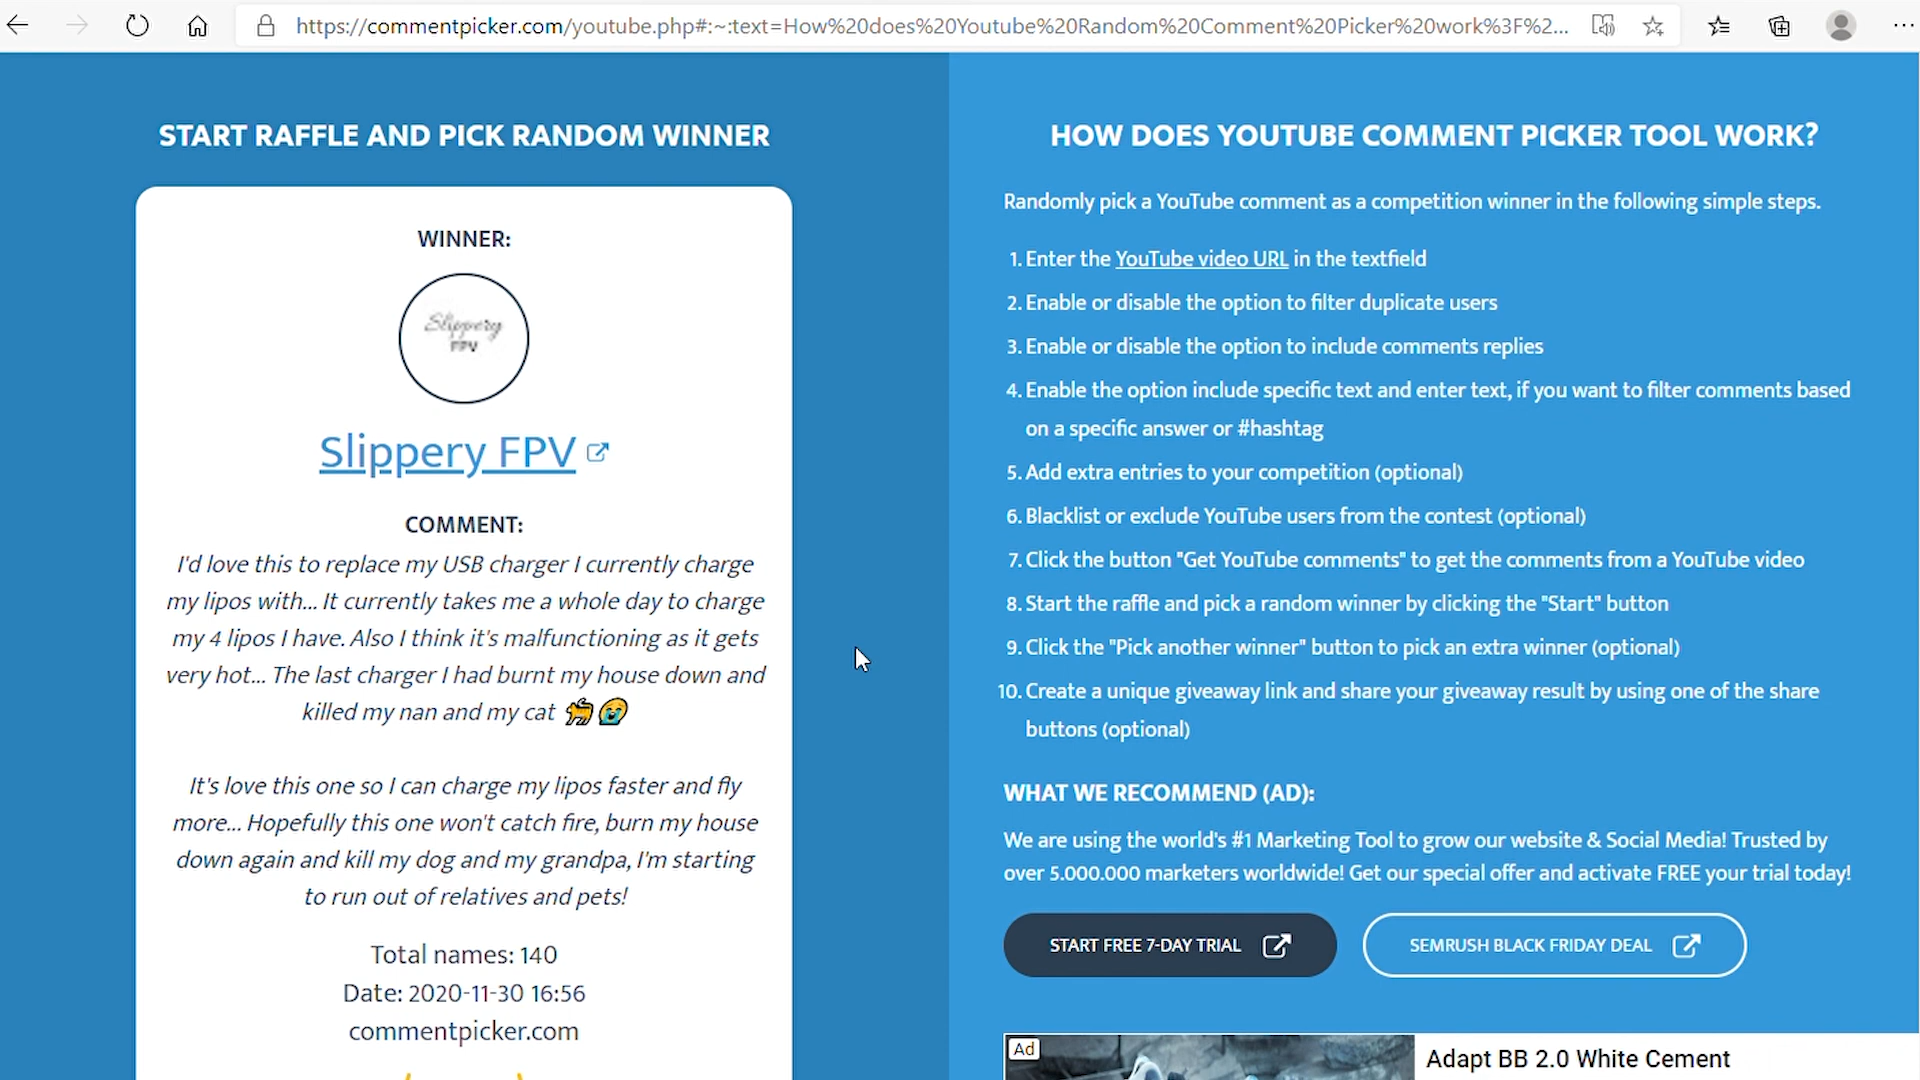 https://commentpicker.com/youtube.php#:~:text=How%20does%20Youtube%20Random%20Comment%20Picker%20work%3F%2...
START RAFFLE AND PICK RANDOM WINNER
WINNER:
Slippery
FPV
Slippery FPV
COMMENT:
I'd love this to replace my USB charger I currently charge
my lipos with... It currently takes me a whole day to charge
my 4 lipos I have. Also I think it's malfunctioning as it gets
very hot... The last charger I had burnt my house down and
killed my nan and my cat 🐈😭
It's love this one so I can charge my lipos faster and fly
more... Hopefully this one won't catch fire, burn my house
down again and kill my dog and my grandpa, I'm starting
to run out of relatives and pets!
Total names: 140
Date: 2020-11-30 16:56
commentpicker.com
HOW DOES YOUTUBE COMMENT PICKER TOOL WORK?
Randomly pick a YouTube comment as a competition winner in the following simple steps.
1. Enter the YouTube video URL in the textfield
2. Enable or disable the option to filter duplicate users
3. Enable or disable the option to include comments replies
4. Enable the option include specific text and enter text, if you want to filter comments based
on a specific answer or #hashtag
5. Add extra entries to your competition (optional)
6. Blacklist or exclude YouTube users from the contest (optional)
7. Click the button "Get YouTube comments" to get the comments from a YouTube video
8. Start the raffle and pick a random winner by clicking the "Start" button
9. Click the "Pick another winner" button to pick an extra winner (optional)
10. Create a unique giveaway link and share your giveaway result by using one of the share
buttons (optional)
WHAT WE RECOMMEND (AD):
We are using the world's #1 Marketing Tool to grow our website & Social Media! Trusted by
over 5.000.000 marketers worldwide! Get our special offer and activate FREE your trial today!
START FREE 7-DAY TRIAL
SEMRUSH BLACK FRIDAY DEAL
Ad
Adapt BB 2.0 White Cement